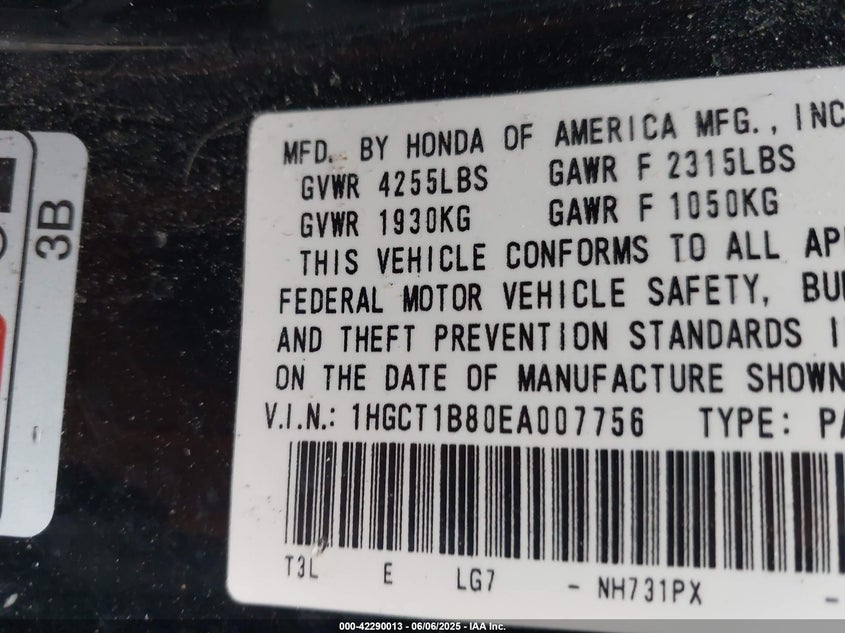 3B
MFD. BY HONDA OF AMERICA MFG., INC
GVWR 4255LBS GAWR F 2315LBS
GVWR 1930KG GAWR F 1050KG
THIS VEHICLE CONFORMS TO ALL AP
FEDERAL MOTOR VEHICLE SAFETY, BU
AND THEFT PREVENTION STANDARDS I
ON THE DATE OF MANUFACTURE SHOWN
V.I.N.: 1HGCT1B80EA007756 TYPE: PA
T3L E LG7 - NH731PX -
000-42290013 - 06/06/2025 - IAA Inc.